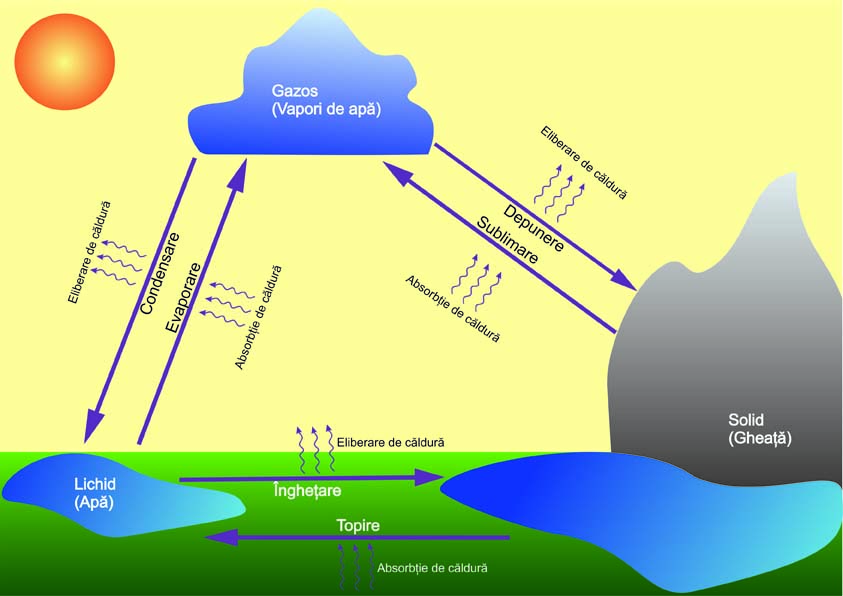 Gazos
(Vapori de apă)
Eliberare de căldură
Depunere
Sublimare
Absorbție de căldură
Eliberare de căldură
Condensare
Evaporare
Absorbție de căldură
Solid
(Gheață)
Eliberare de căldură
Lichid
(Apă)
Înghețare
Topire
Absorbție de căldură